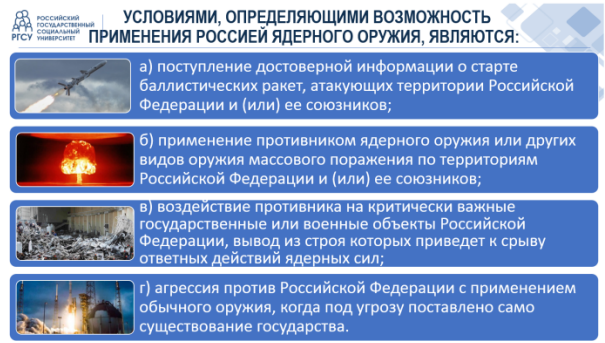 РОССИЙСКИЙ
ГОСУДАРСТВЕННЫЙ
СОЦИАЛЬНЫЙ
УНИВЕРСИТЕТ
РГСУ
УСЛОВИЯМИ, ОПРЕДЕЛЯЮЩИМИ ВОЗМОЖНОСТЬ
ПРИМЕНЕНИЯ РОССИЕЙ ЯДЕРНОГО ОРУЖИЯ, ЯВЛЯЮТСЯ:
а) поступление достоверной информации о старте
баллистических ракет, атакующих территории Российской
Федерации и (или) ее союзников;
б) применение противником ядерного оружия или других
видов оружия массового поражения по территориям
Российской Федерации и (или) ее союзников;
в) воздействие противника на критически важные
государственные или военные объекты Российской
Федерации, вывод из строя которых приведет к срыву
ответных действий ядерных сил;
г) агрессия против Российской Федерации с применением
обычного оружия, когда под угрозу поставлено само
существование государства.